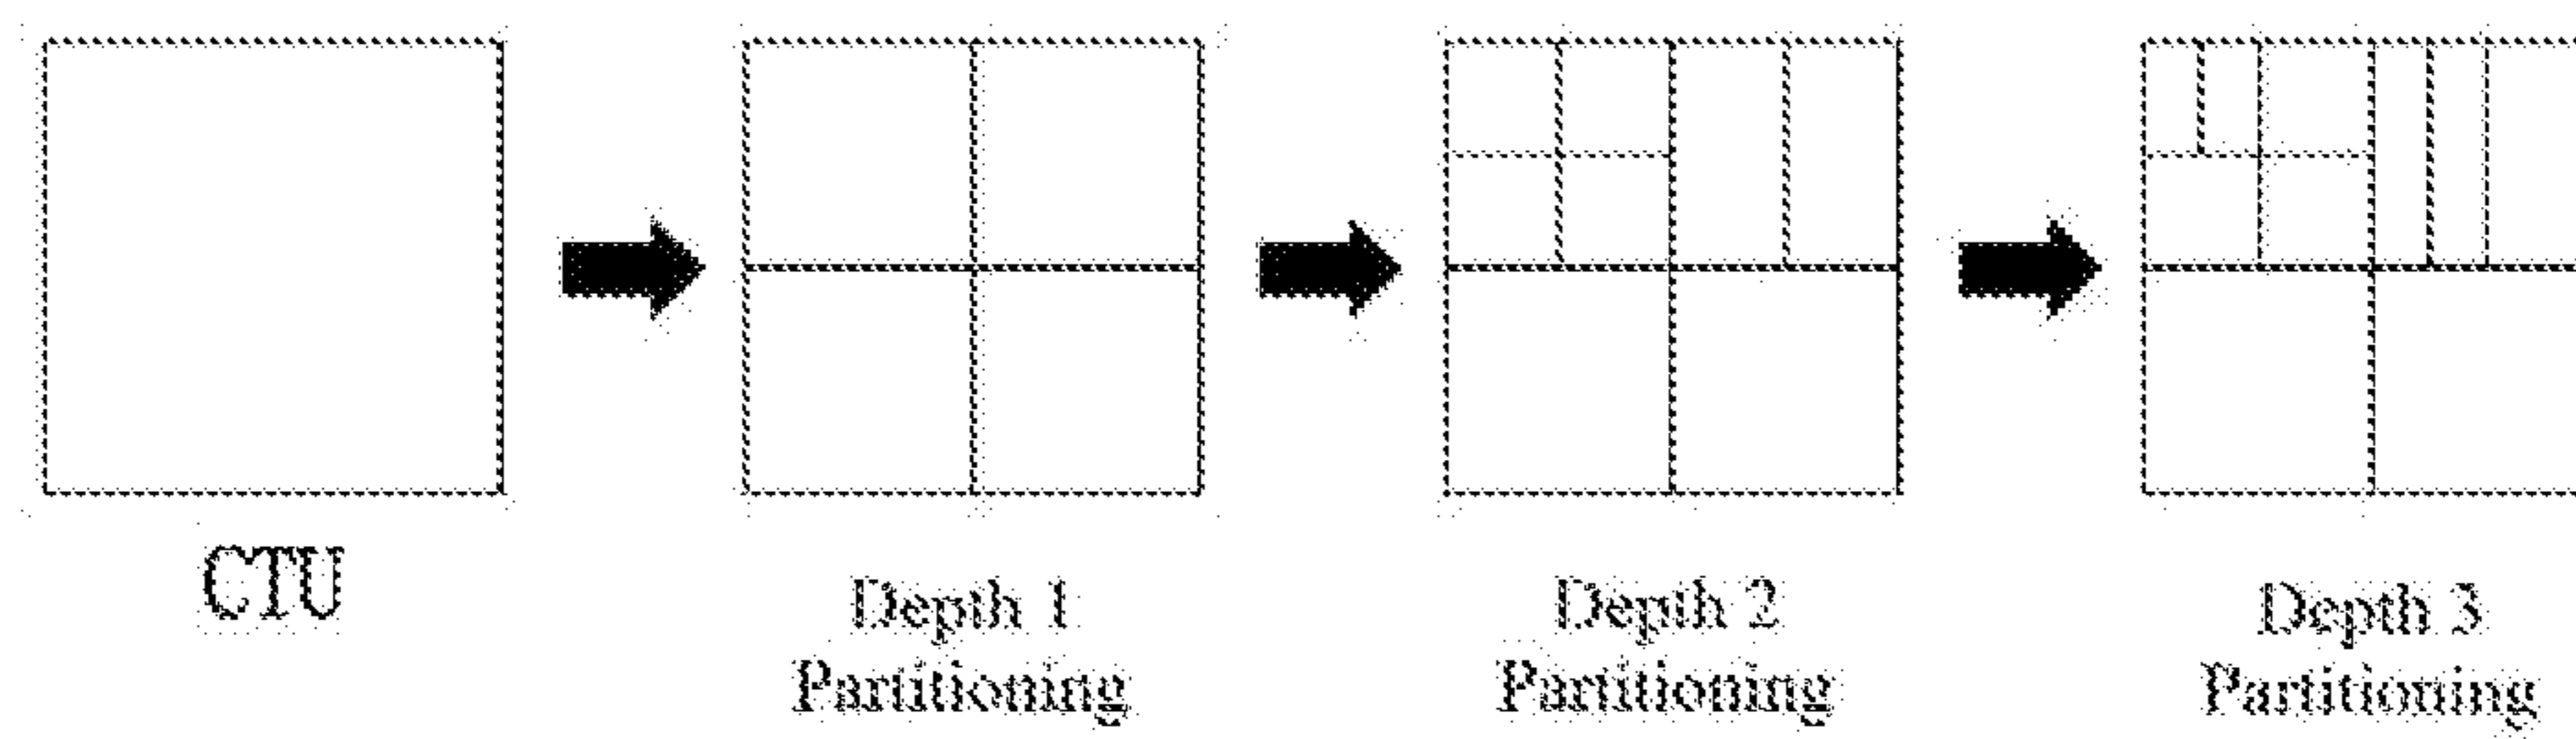 CTU
Depth 1
Partitioning
Depth 2
Partitioning
Depth 3
Partitioning